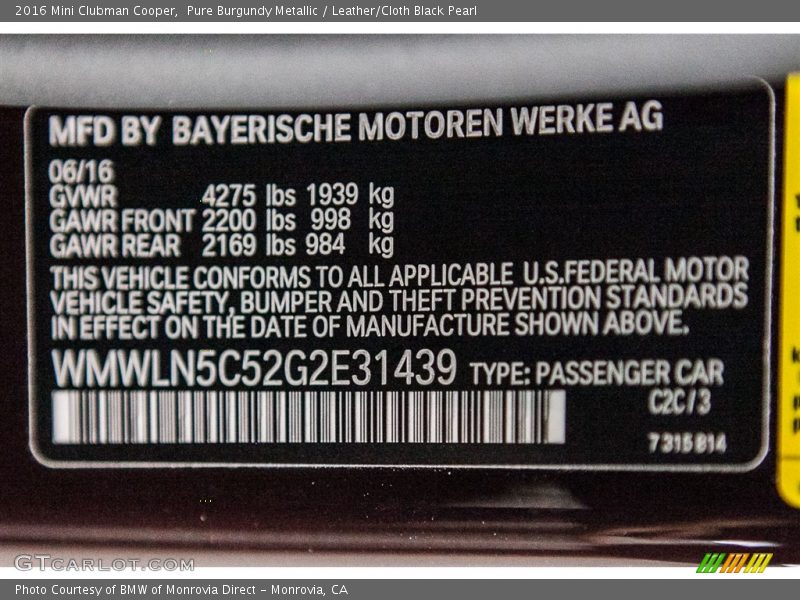 2016 Mini Clubman Cooper, Pure Burgundy Metallic / Leather/Cloth Black Pearl
MFD BY BAYERISCHE MOTOREN WERKE AG
06/16
GVWR 4275 lbs 1939 kg
GAWR FRONT 2200 lbs 998 kg
GAWR REAR 2169 lbs 984 kg
THIS VEHICLE CONFORMS TO ALL APPLICABLE U.S.FEDERAL MOTOR
VEHICLE SAFETY, BUMPER AND THEFT PREVENTION STANDARDS
IN EFFECT ON THE DATE OF MANUFACTURE SHOWN ABOVE.
WMWLN5C52G2E31439 TYPE: PASSENGER CAR
C2C / 3
7315814
GTcarlot.com
Photo Courtesy of BMW of Monrovia Direct - Monrovia, CA